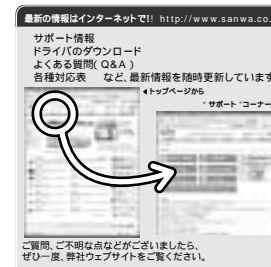 最新の情報はインターネットで!! http://www.sanwa.co.
サポート情報
ドライバのダウンロード
よくある質問(Q&A)
各種対応表 など、最新情報を随時更新しています
◀トップページから
"サポート"コーナー
ご質問、ご不明な点などがございましたら、
ぜひ一度、弊社ウェブサイトをご覧ください。